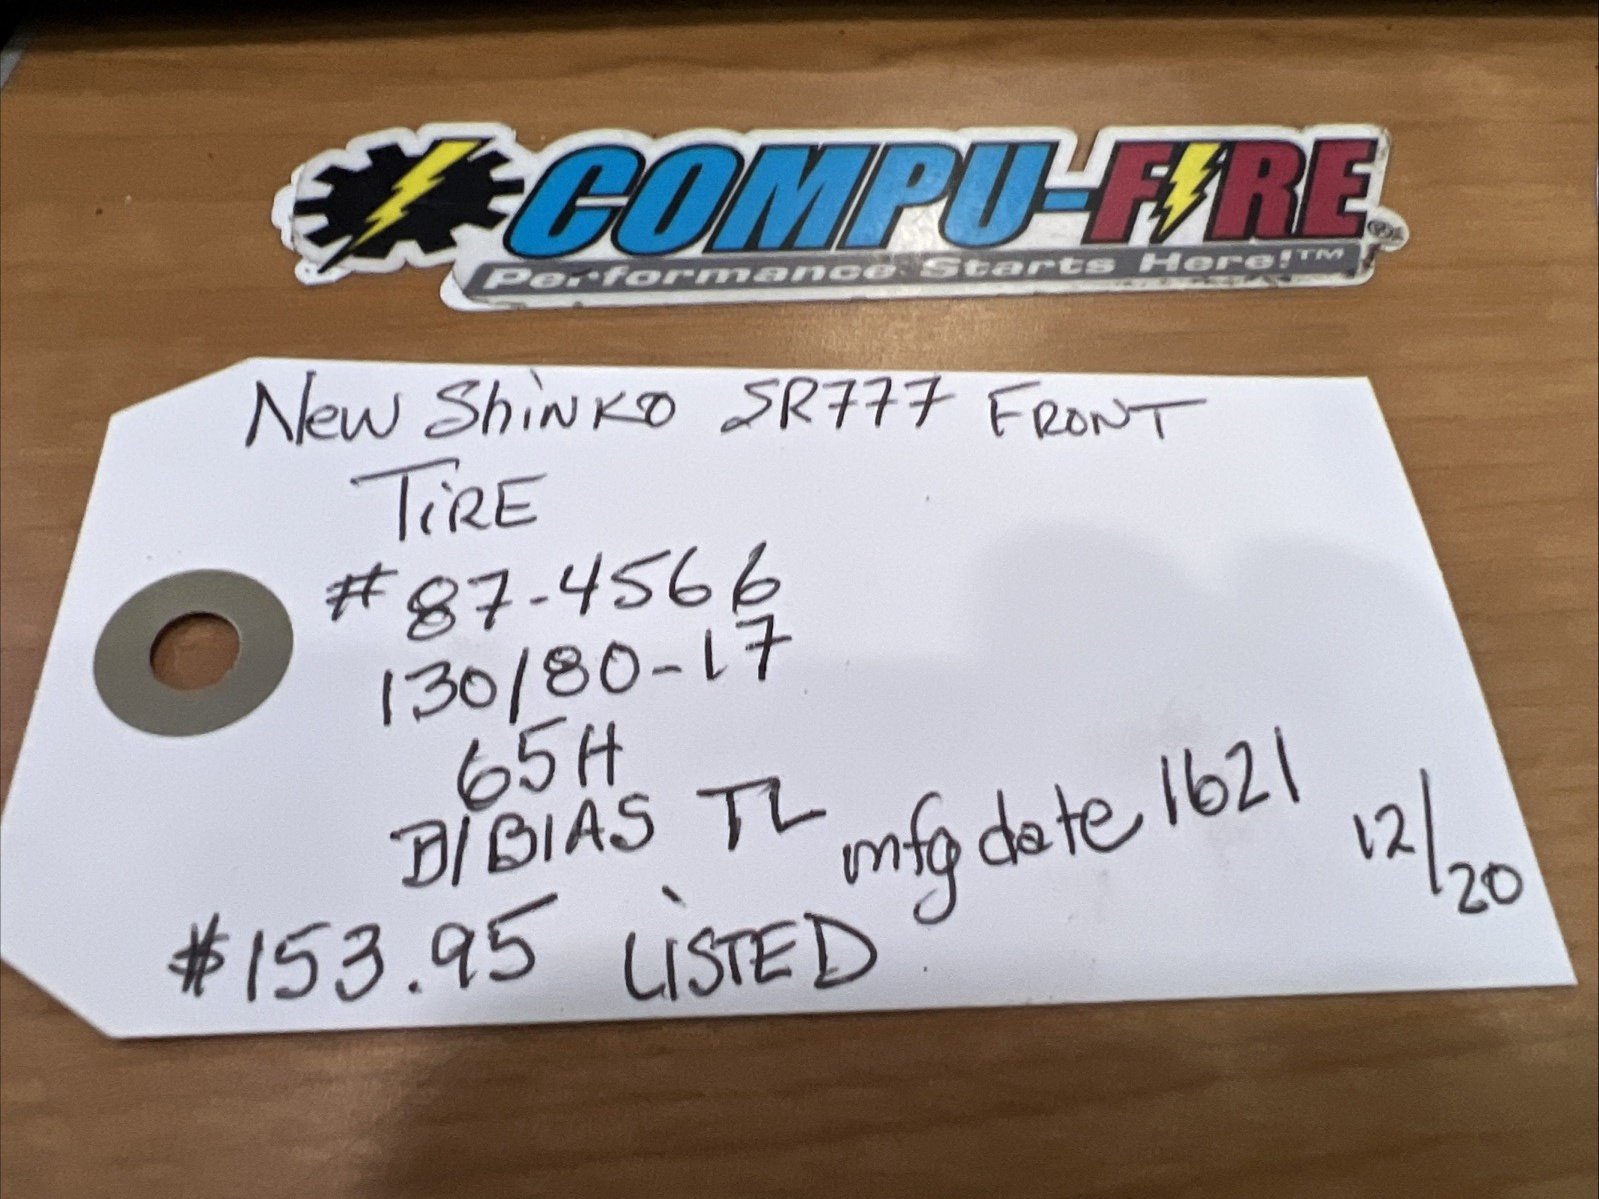 COMPU-FIRE®
Performance Starts Here!™
New Shinko SR777 FRONT
TiRE
#87-4566
130/80-17
65H
B/BIAS TL mfg date 1621 12/20
$153.95 LiSTED